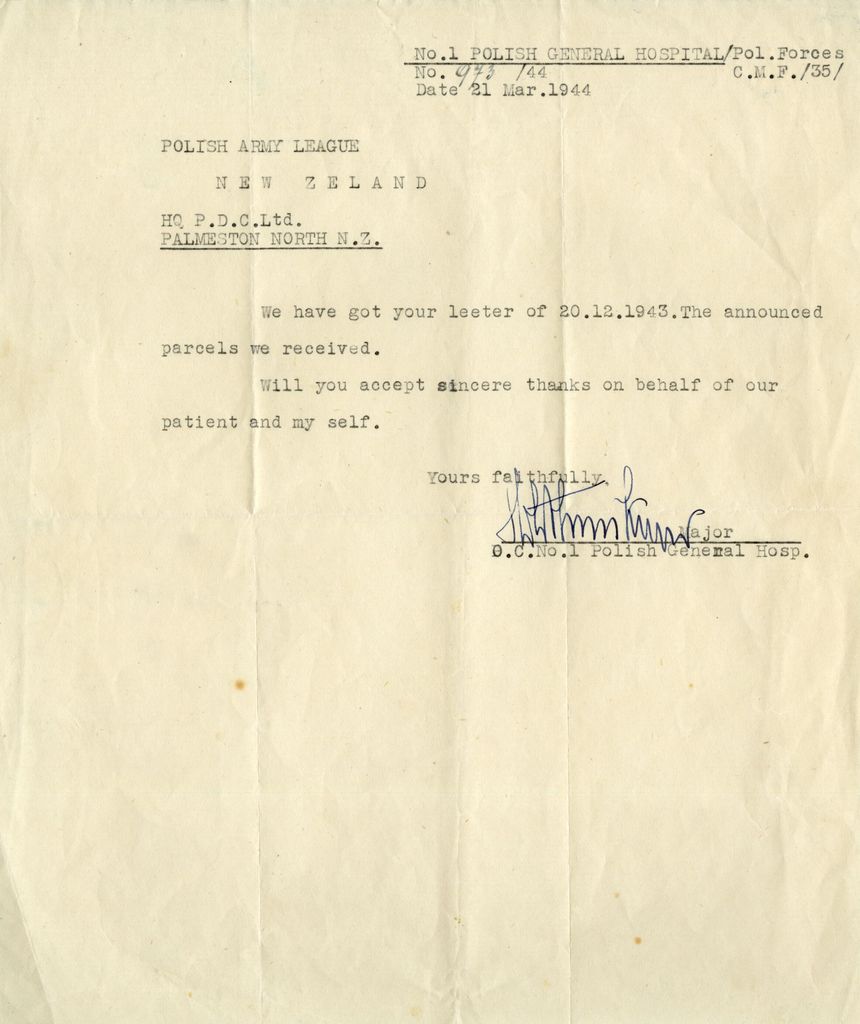 No.1 POLISH GENERAL HOSPITAL/Pol.Forces
No. 973 /44 C.M.F./35/
Date 21 Mar.1944
POLISH ARMY LEAGUE
N E W Z E L A N D
HQ P.D.C.Ltd.
PALMESTON NORTH N.Z.
We have got your leeter of 20.12.1943.The announced
parcels we received.
Will you accept sincere thanks on behalf of our
patient and my self.
Yours faithfully,
Major
O.C.No.1 Polish General Hosp.